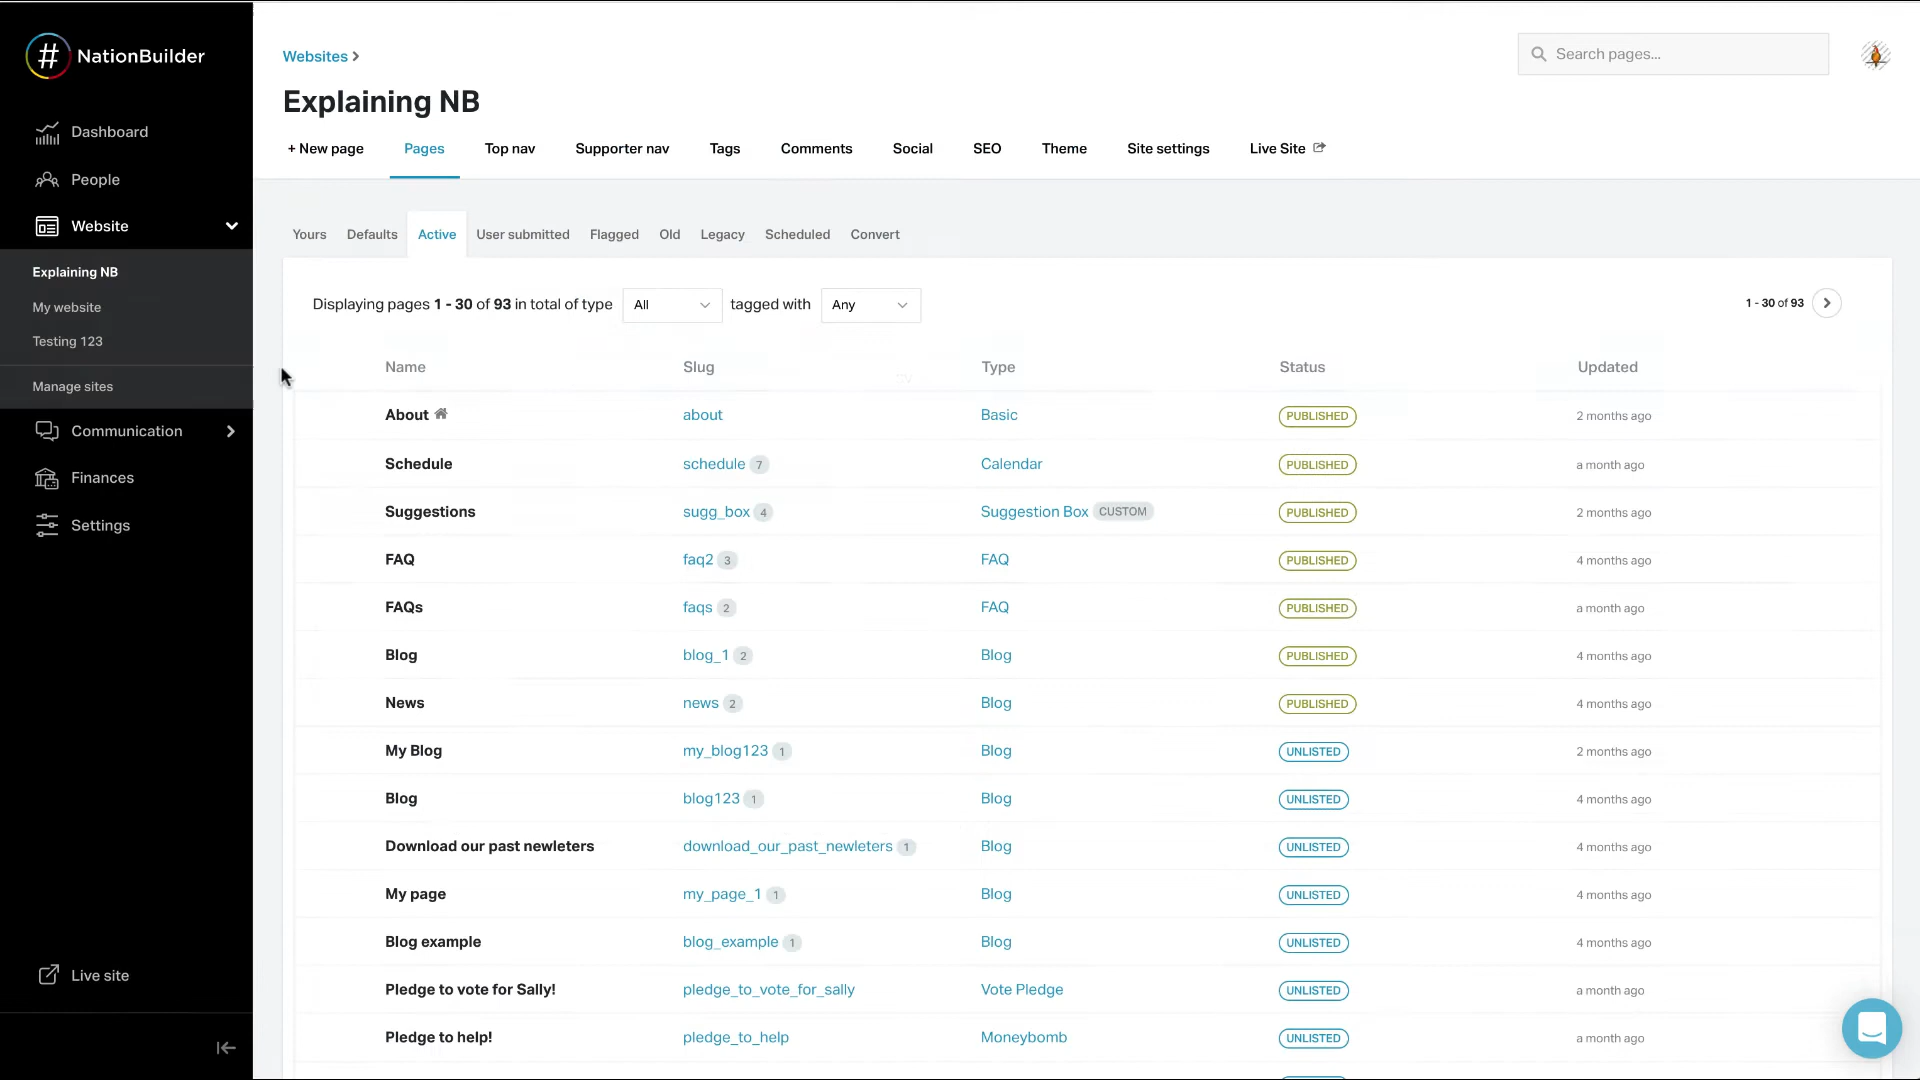 NationBuilder
Dashboard
People
Website
Explaining NB
My website
Testing 123
Manage sites
Communication
Finances
Settings
Live site
Websites >
Search pages...
Explaining NB
+ New page Pages Top nav Supporter nav Tags Comments Social SEO Theme Site settings Live Site
Yours Defaults Active User submitted Flagged Old Legacy Scheduled Convert
Displaying pages 1 - 30 of 93 in total of type All tagged with Any 1 - 30 of 93
Name Slug Type Status Updated
About about Basic PUBLISHED 2 months ago
Schedule schedule 7 Calendar PUBLISHED a month ago
Suggestions sugg_box 4 Suggestion Box CUSTOM PUBLISHED 2 months ago
FAQ faq2 3 FAQ PUBLISHED 4 months ago
FAQs faqs 2 FAQ PUBLISHED a month ago
Blog blog_1 2 Blog PUBLISHED 4 months ago
News news 2 Blog PUBLISHED 4 months ago
My Blog my_blog123 1 Blog UNLISTED 2 months ago
Blog blog123 1 Blog UNLISTED 4 months ago
Download our past newleters download_our_past_newleters 1 Blog UNLISTED 4 months ago
My page my_page_1 1 Blog UNLISTED 4 months ago
Blog example blog_example 1 Blog UNLISTED 4 months ago
Pledge to vote for Sally! pledge_to_vote_for_sally Vote Pledge UNLISTED a month ago
Pledge to help! pledge_to_help Moneybomb UNLISTED a month ago